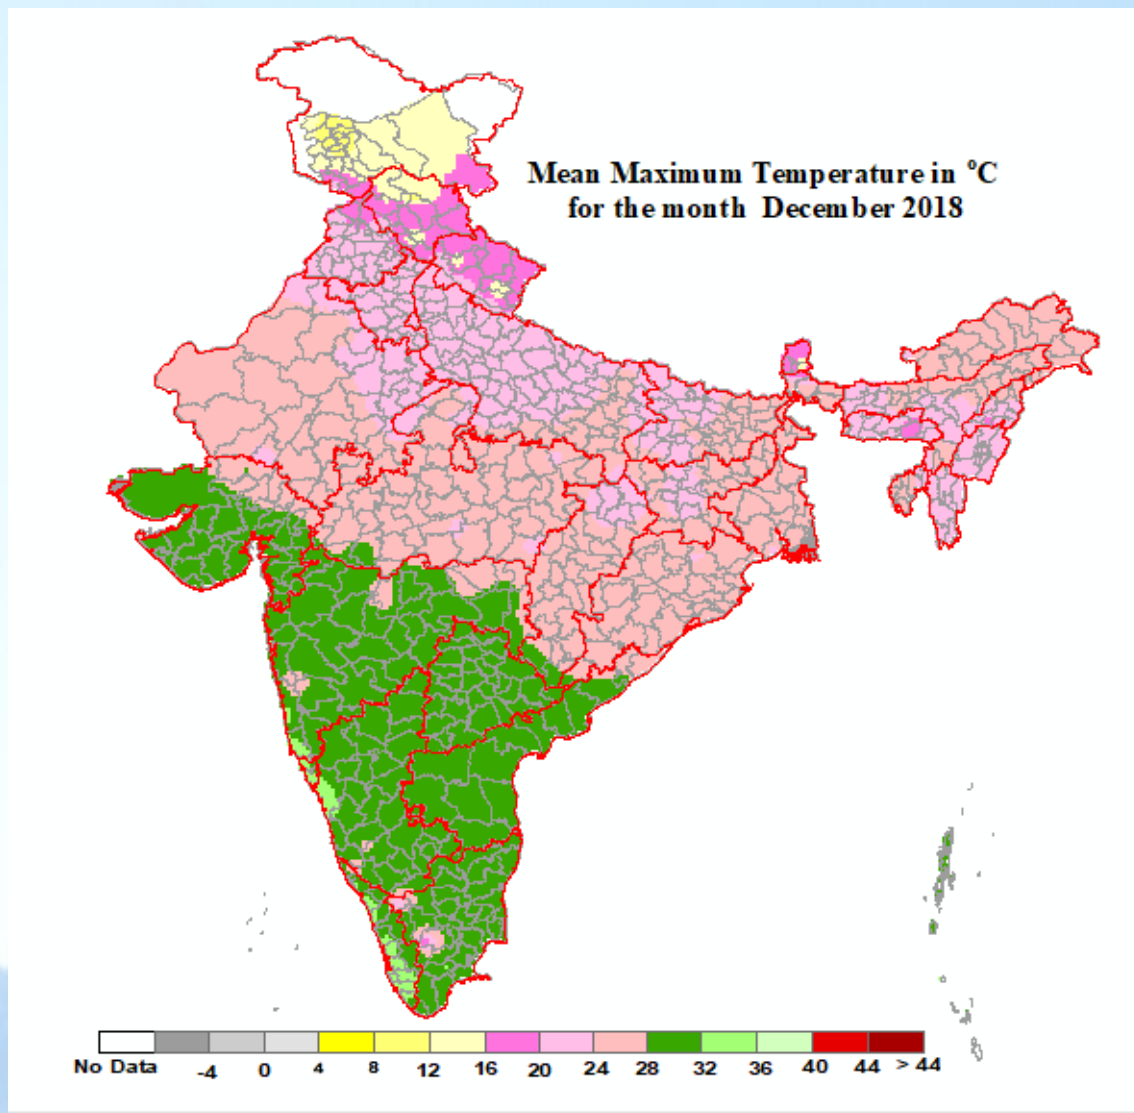 Mean Maximum Temperature in °C
for the month December 2018
No Data -4 0 4 8 12 16 20 24 28 32 36 40 44 > 44